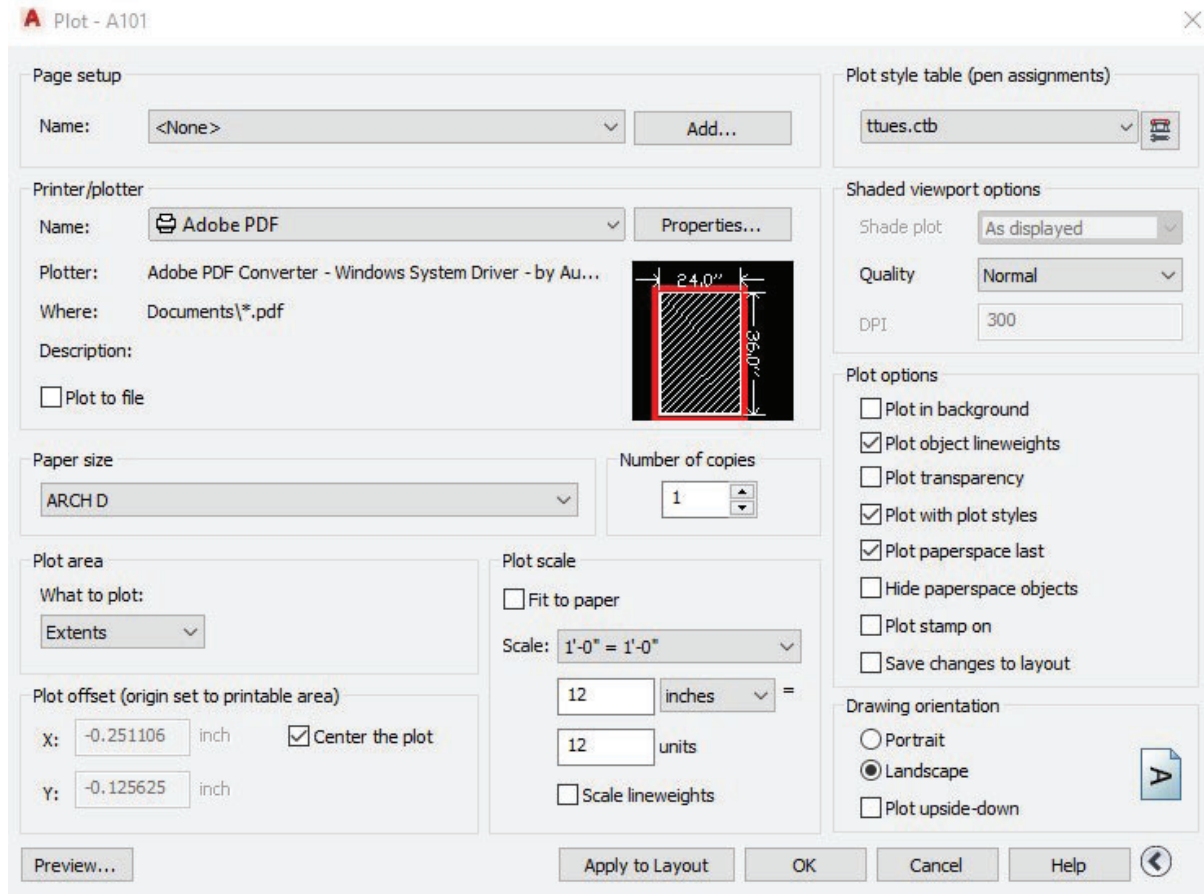 Plot - A101
Page setup
Name: <None> Add...
Printer/plotter
Name: Adobe PDF Properties...
Plotter: Adobe PDF Converter - Windows System Driver - by Au...
Where: Documents\*.pdf
Description:
Plot to file
24.0"
36.0"
Paper size
ARCH D
Number of copies
1
Plot area
What to plot:
Extents
Plot offset (origin set to printable area)
X: -0.251106 inch Center the plot
Y: -0.125625 inch
Plot scale
Fit to paper
Scale: 1'-0" = 1'-0"
12 inches =
12 units
Scale lineweights
Plot style table (pen assignments)
ttues.ctb
Shaded viewport options
Shade plot As displayed
Quality Normal
DPI 300
Plot options
Plot in background
Plot object lineweights
Plot transparency
Plot with plot styles
Plot paperspace last
Hide paperspace objects
Plot stamp on
Save changes to layout
Drawing orientation
Portrait
Landscape
Plot upside-down
A
Preview... Apply to Layout OK Cancel Help